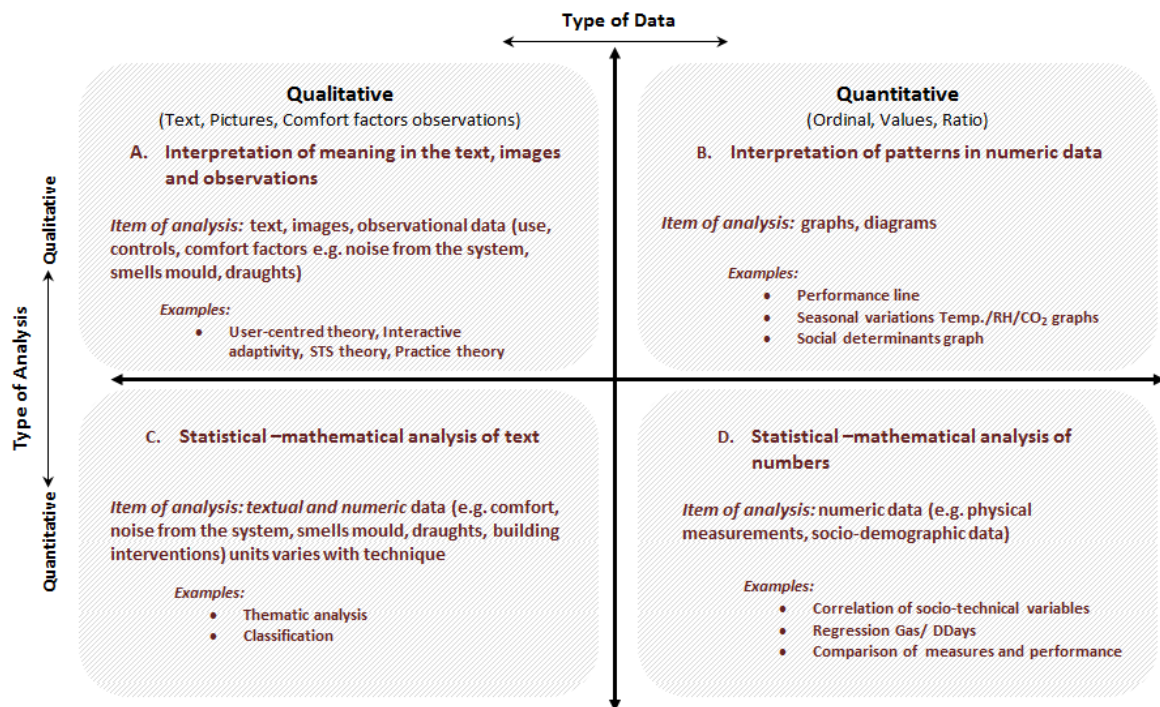 Type of Data
Qualitative
(Text, Pictures, Comfort factors observations)
A. Interpretation of meaning in the text, images
and observations
Item of analysis: text, images, observational data (use,
controls, comfort factors e.g. noise from the system,
smells mould, draughts)
Examples:
• User-centred theory, Interactive
adaptivity, STS theory, Practice theory
Quantitative
(Ordinal, Values, Ratio)
B. Interpretation of patterns in numeric data
Item of analysis: graphs, diagrams
Examples:
• Performance line
• Seasonal variations Temp./RH/CO₂ graphs
• Social determinants graph
Type of Analysis
Qualitative
Quantitative
C. Statistical –mathematical analysis of text
Item of analysis: textual and numeric data (e.g. comfort,
noise from the system, smells mould, draughts, building
interventions) units varies with technique
Examples:
• Thematic analysis
• Classification
D. Statistical –mathematical analysis of
numbers
Item of analysis: numeric data (e.g. physical
measurements, socio-demographic data)
Examples:
• Correlation of socio-technical variables
• Regression Gas/ DDays
• Comparison of measures and performance